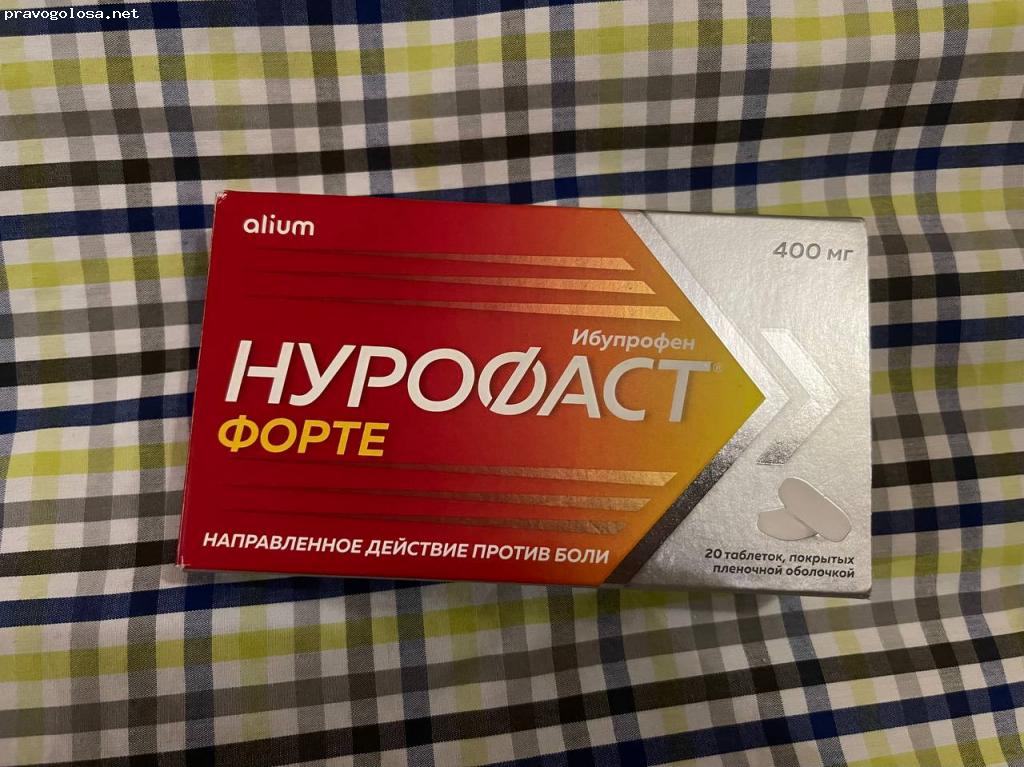 pravogolosa.net
alium
400 мг
Ибупрофен
НУРОФАСТ®
ФОРТЕ
НАПРАВЛЕННОЕ ДЕЙСТВИЕ ПРОТИВ БОЛИ
20 таблеток, покрытых
пленочной оболочкой